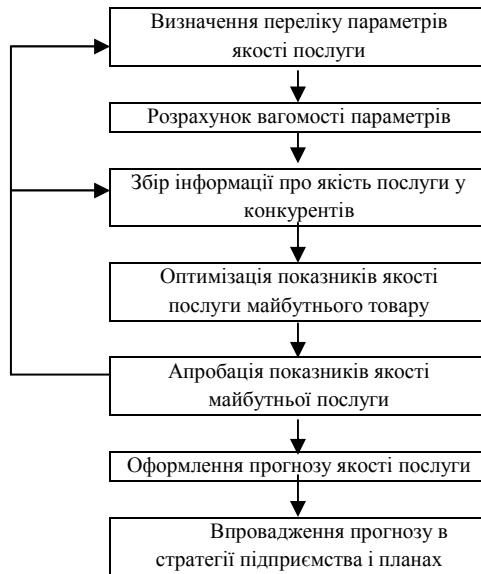 Визначення переліку параметрів
якості послуги
Розрахунок вагомості параметрів
Збір інформації про якість послуги у
конкурентів
Оптимізація показників якості
послуги майбутнього товару
Апробація показників якості
майбутньої послуги
Оформлення прогнозу якості послуги
Впровадження прогнозу в
стратегії підприємства і планах